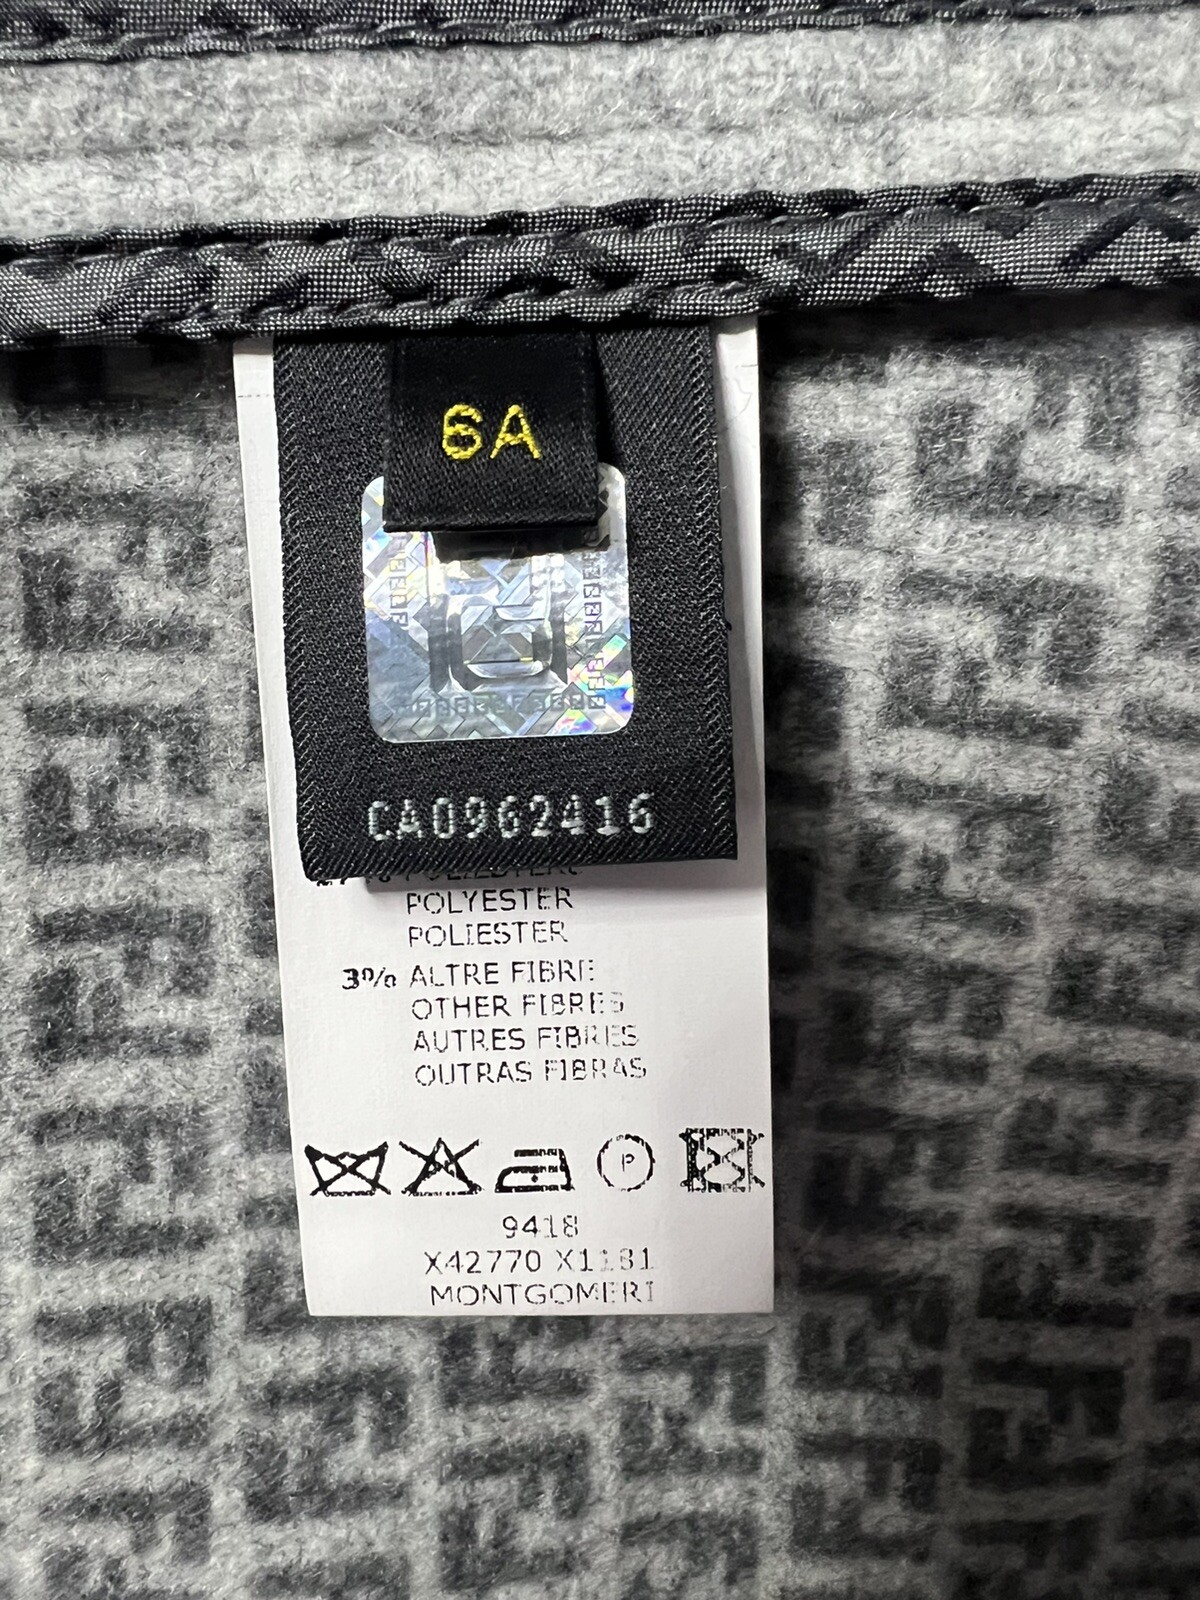 6A
CA0962416
POLYESTER
POLIESTER
3% ALTRE FIBRE
OTHER FIBRES
AUTRES FIBRES
OUTRAS FIBRAS
P
9418
X42770 X1181
MONTGOMERI